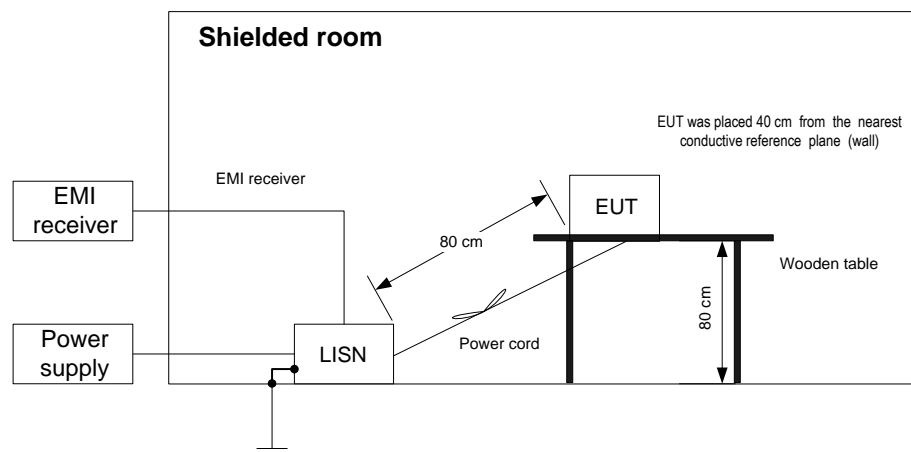 Shielded room
EUT was placed 40 cm from the nearest
conductive reference plane (wall)
EMI receiver
EMI
receiver
EUT
80 cm
Wooden table
80 cm
Power cord
LISN
Power
supply